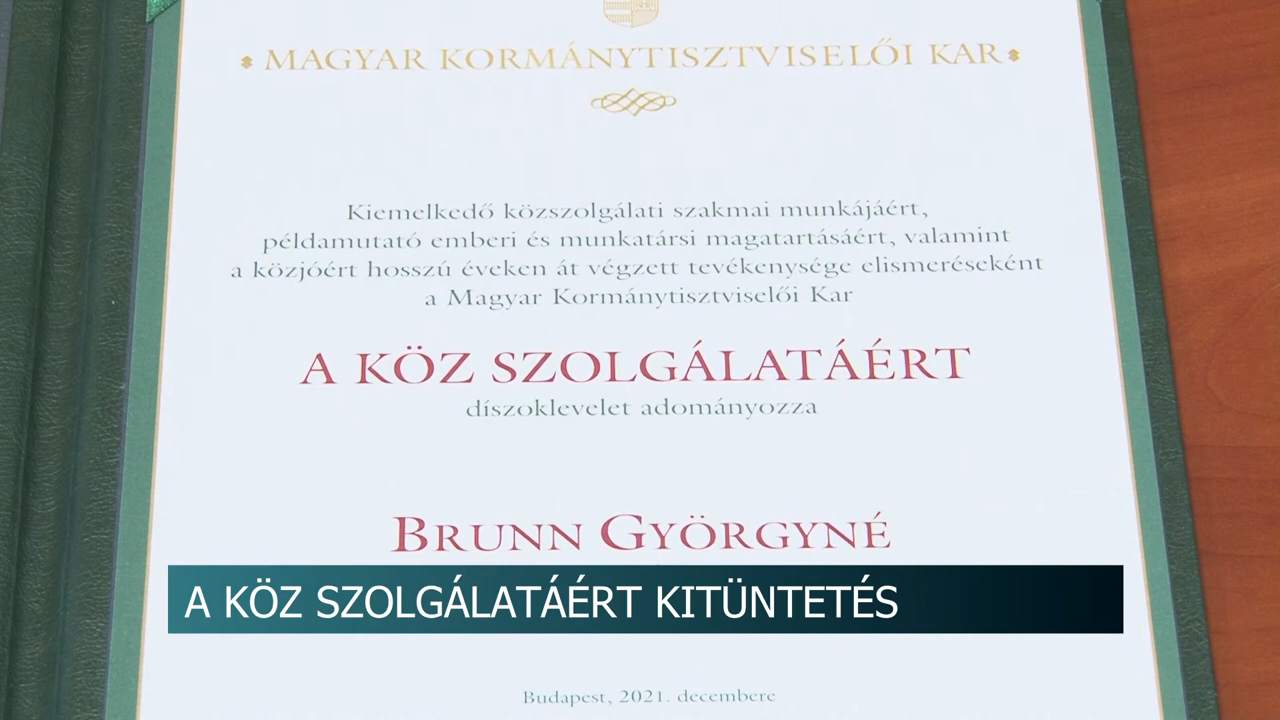 MAGYAR KORMÁNYTISZTVISELŐI KAR
Kiemelkedő közszolgálati szakmai munkájáért,
példamutató emberi és munkatársi magatartásáért, valamint
a közjóért hosszú éveken át végzett tevékenysége elismeréseként
a Magyar Kormánytisztviselői Kar
A KÖZ SZOLGÁLATÁÉRT
díszoklevelet adományozza
BRUNN GYÖRGYNÉ
A KÖZ SZOLGÁLATÁÉRT KITÜNTETÉS
Budapest, 2021. decembere